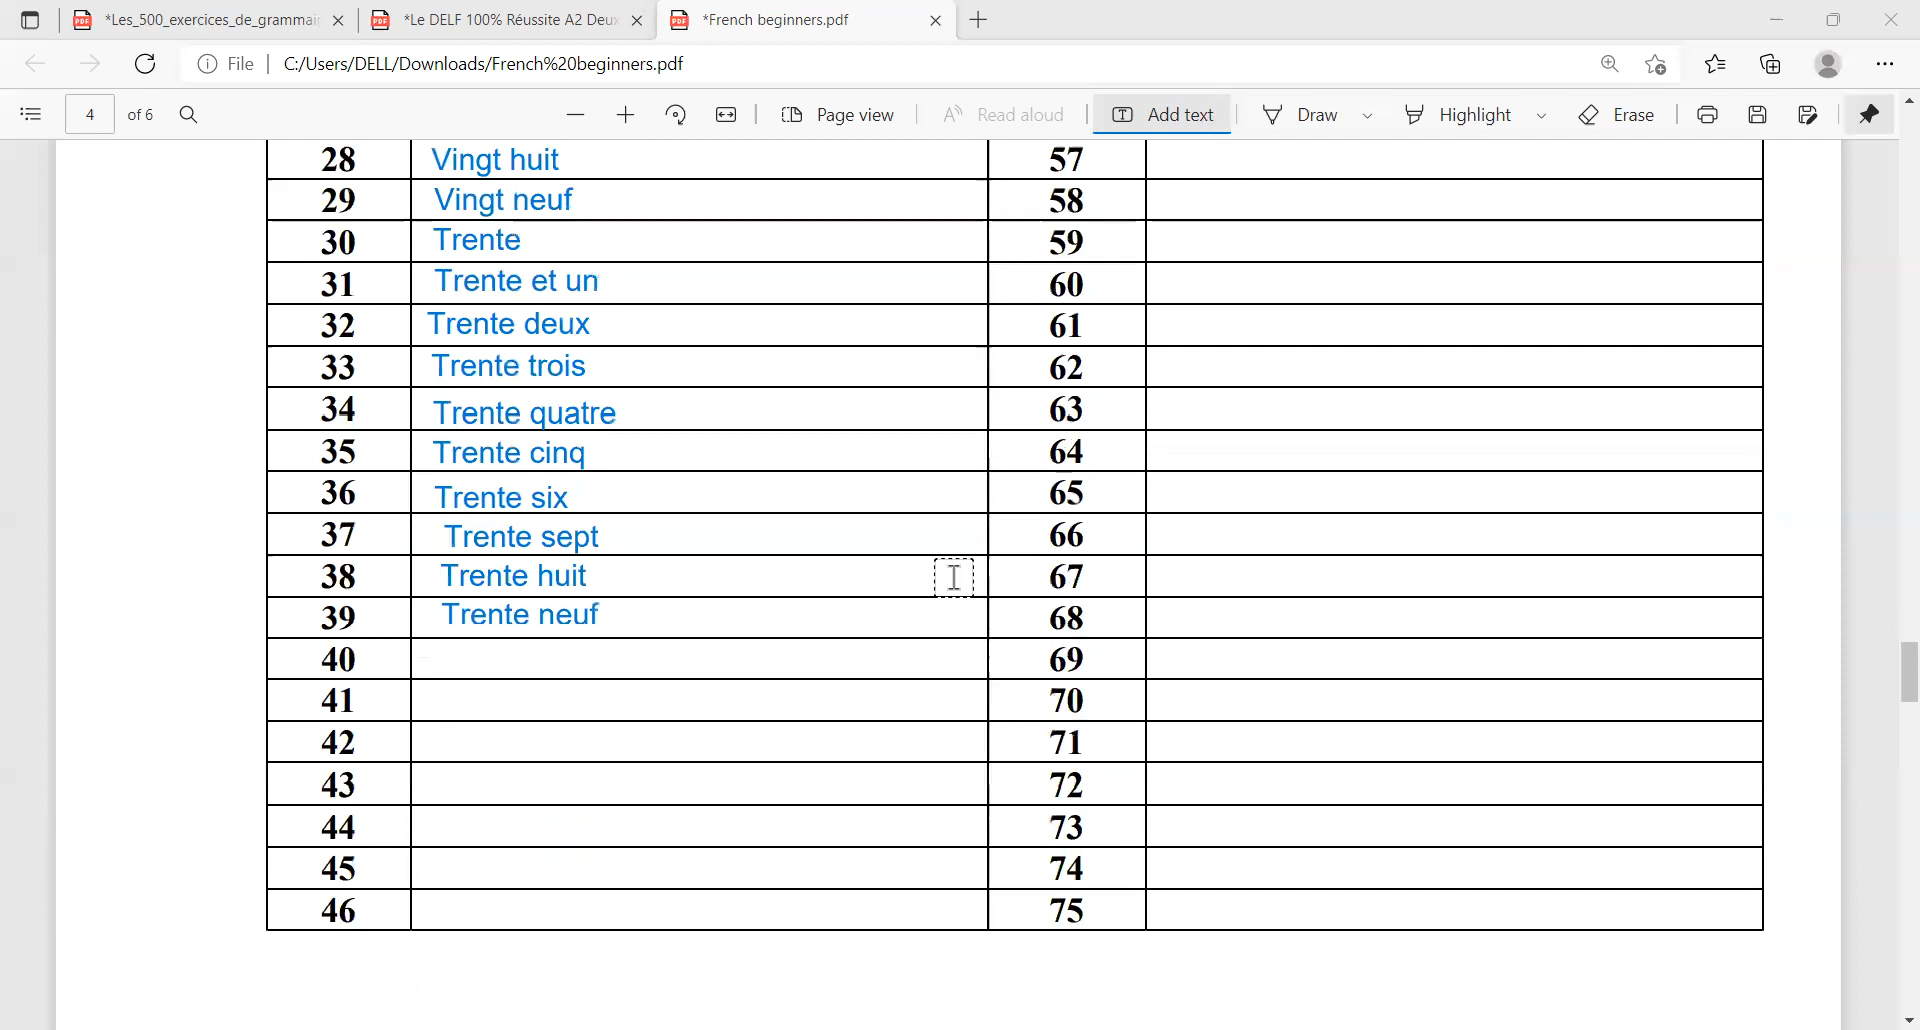 *Les_500_exercices_de_grammai
*Le DELF 100% Réussite A2 Deu
*French beginners.pdf
File
C:/Users/DELL/Downloads/French%20beginners.pdf
4 of 6
Page view
Read aloud
Add text
Draw
Highlight
Erase
28 Vingt huit 57
29 Vingt neuf 58
30 Trente 59
31 Trente et un 60
32 Trente deux 61
33 Trente trois 62
34 Trente quatre 63
35 Trente cinq 64
36 Trente six 65
37 Trente sept 66
38 Trente huit 67
39 Trente neuf 68
40 69
41 70
42 71
43 72
44 73
45 74
46 75